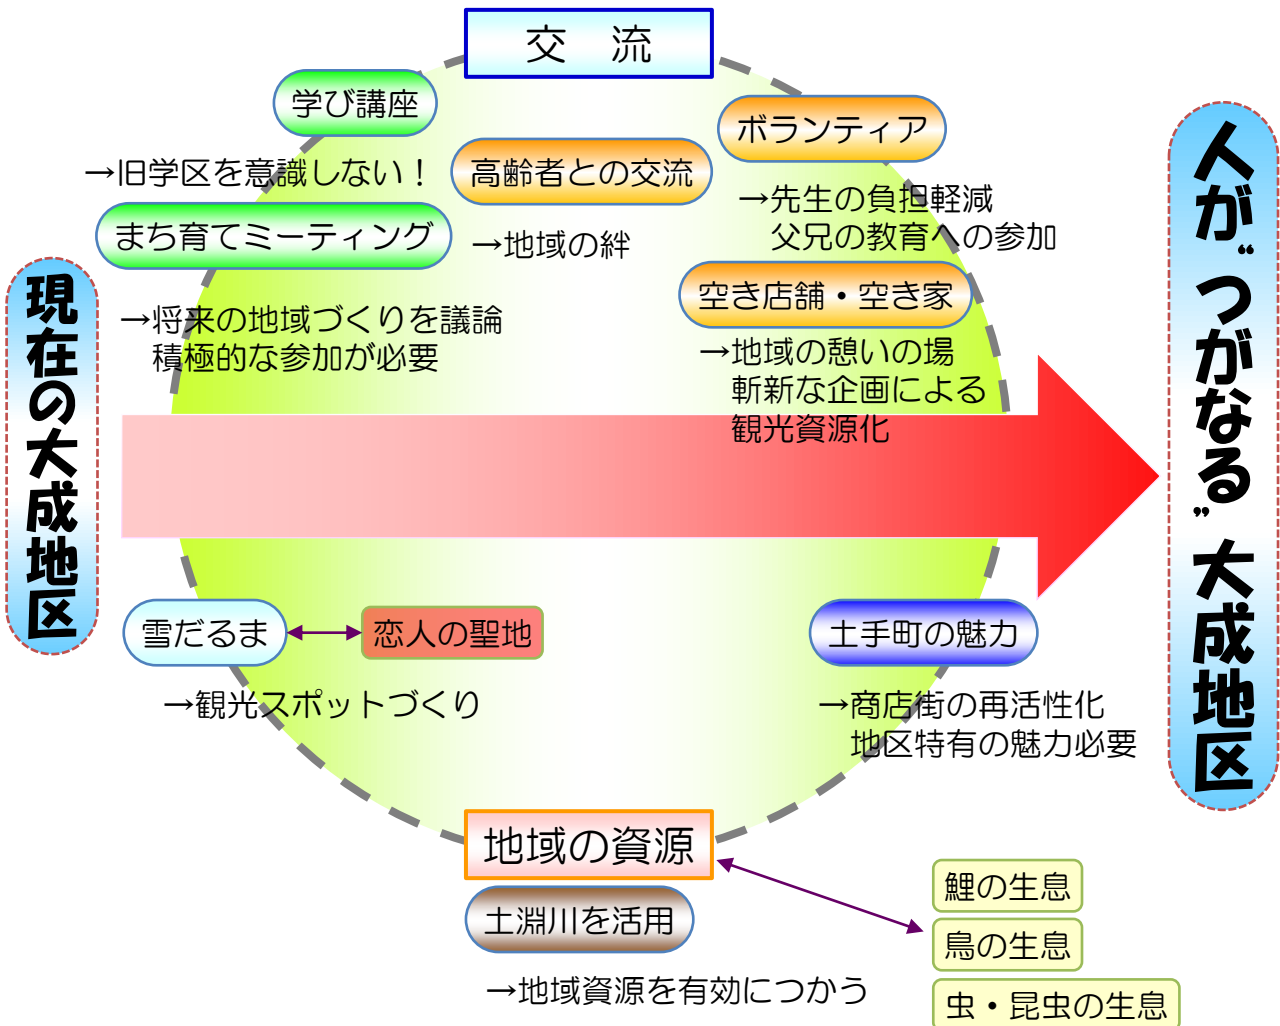 交　流
学び講座
→旧学区を意識しない！
まち育てミーティング
→将来の地域づくりを議論
積極的な参加が必要
高齢者との交流
→地域の絆
ボランティア
→先生の負担軽減
父兄の教育への参加
空き店舗・空き家
→地域の憩いの場
斬新な企画による
観光資源化
現在の大成地区
人が“つがなる”大成地区
雪だるま
恋人の聖地
→観光スポットづくり
土手町の魅力
→商店街の再活性化
地区特有の魅力必要
地域の資源
土淵川を活用
→地域資源を有効につかう
鯉の生息
鳥の生息
虫・昆虫の生息